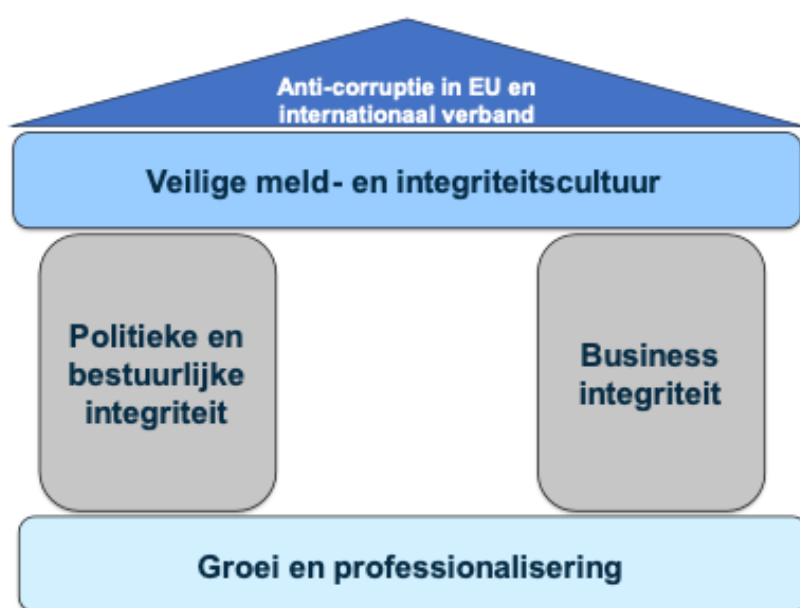 Anti-corruptie in EU en
internationaal verband
Veilige meld- en integriteitscultuur
Politieke en
bestuurlijke
integriteit
Business
integriteit
Groei en professionalisering